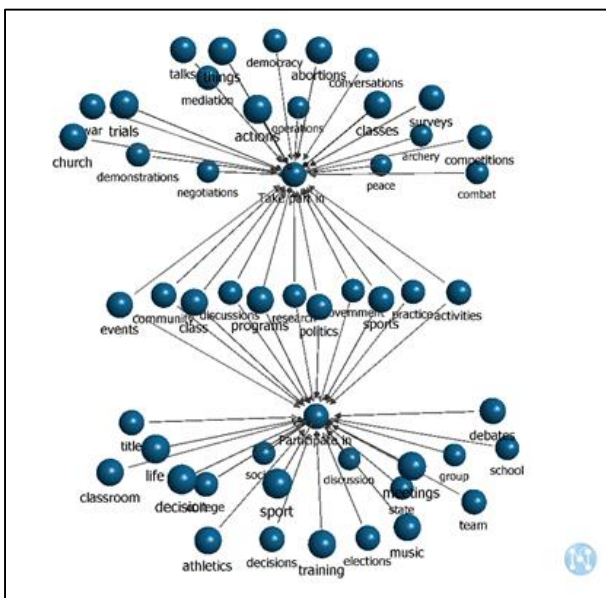 democracy
talks
things
abortions
conversations
mediation
operations
actions
classes
surveys
war
trials
archery
church
competitions
demonstrations
negotiations
peace
combat
Take part in
events
community
class
discussions
programs
research
politics
sports
practice
activities
title
Participate in
debates
life
school
classroom
discussion
group
decision
meetings
sport
state
team
athletics
decisions
training
elections
music